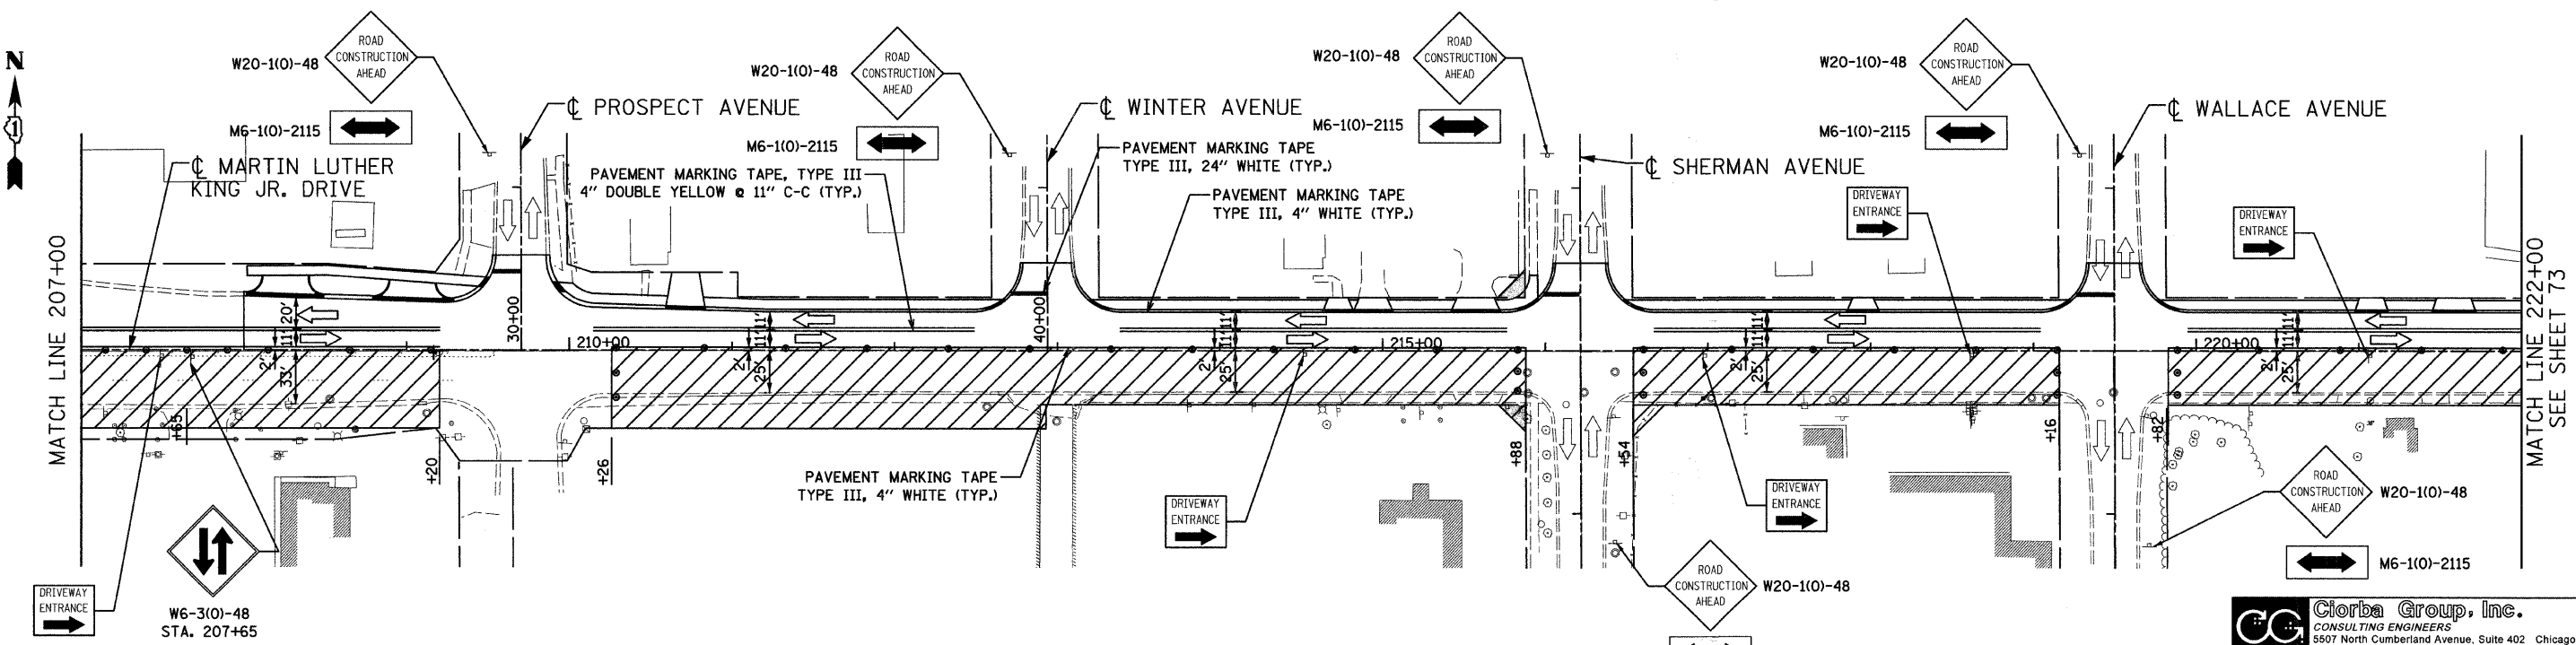 N
1
ROAD
CONSTRUCTION
AHEAD
W20-1(O)-48
M6-1(O)-2115
℄ PROSPECT AVENUE
ROAD
CONSTRUCTION
AHEAD
W20-1(O)-48
M6-1(O)-2115
℄ WINTER AVENUE
ROAD
CONSTRUCTION
AHEAD
W20-1(O)-48
M6-1(O)-2115
℄ SHERMAN AVENUE
ROAD
CONSTRUCTION
AHEAD
W20-1(O)-48
M6-1(O)-2115
℄ WALLACE AVENUE
℄ MARTIN LUTHER
KING JR. DRIVE
PAVEMENT MARKING TAPE, TYPE III
4" DOUBLE YELLOW @ 11" C-C (TYP.)
PAVEMENT MARKING TAPE
TYPE III, 24" WHITE (TYP.)
PAVEMENT MARKING TAPE
TYPE III, 4" WHITE (TYP.)
DRIVEWAY
ENTRANCE
DRIVEWAY
ENTRANCE
MATCH LINE 207+00
20'
11'
2'
33'
30+00
210+00
11'
11'
2'
25'
40+00
11'
11'
2'
25'
215+00
11'
11'
2'
25'
220+00
11'
11'
2'
25'
MATCH LINE 222+00
SEE SHEET 73
+65
+20
+26
+88
+54
+16
+82
PAVEMENT MARKING TAPE
TYPE III, 4" WHITE (TYP.)
DRIVEWAY
ENTRANCE
W6-3(O)-48
STA. 207+65
DRIVEWAY
ENTRANCE
DRIVEWAY
ENTRANCE
ROAD
CONSTRUCTION
AHEAD
W20-1(O)-48
ROAD
CONSTRUCTION
AHEAD
W20-1(O)-48
M6-1(O)-2115
CG
Ciorba Group, Inc.
CONSULTING ENGINEERS
5507 North Cumberland Avenue, Suite 402 Chicago